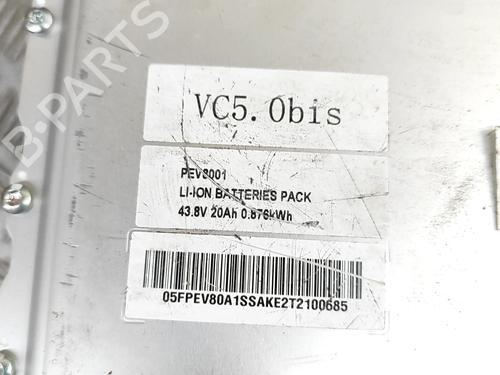 B-PARTS
VC5.0bis
PEV8001
LI-ION BATTERIES PACK
43.8V 20Ah 0.876kWh
05FPEV80A1SSAKE2T2100685